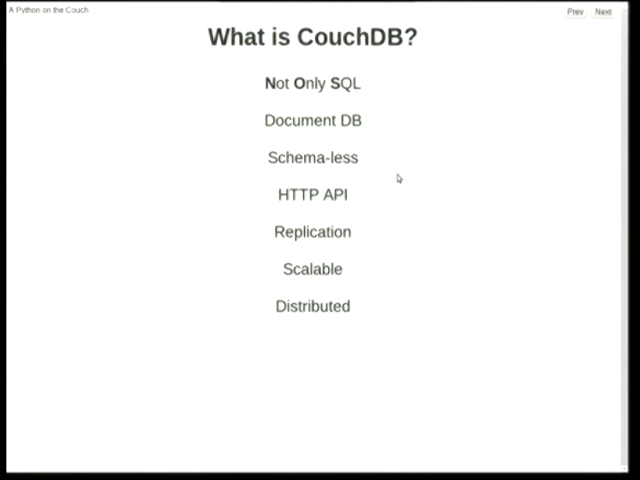 A Python on the Couch
Prev Next
What is CouchDB?
Not Only SQL
Document DB
Schema-less
HTTP API
Replication
Scalable
Distributed